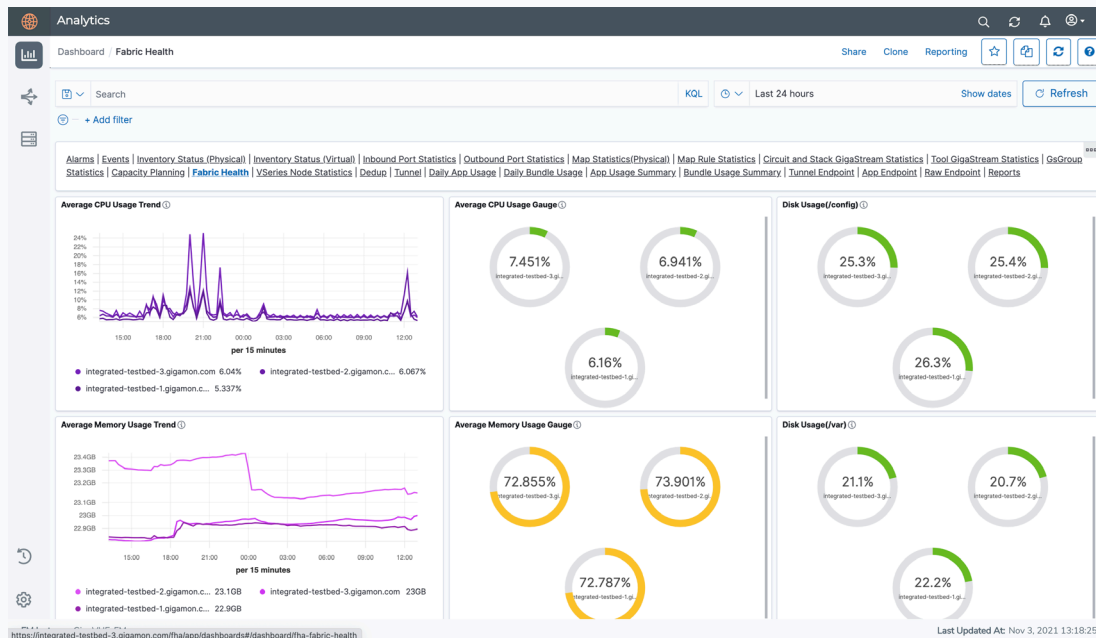 Analytics
Dashboard / Fabric Health
Share Clone Reporting
Search KQL Last 24 hours Show dates Refresh
+ Add filter
Alarms | Events | Inventory Status (Physical) | Inventory Status (Virtual) | Inbound Port Statistics | Outbound Port Statistics | Map Statistics(Physical) | Map Rule Statistics | Circuit and Stack GigaStream Statistics | Tool GigaStream Statistics | GsGroup
Statistics | Capacity Planning | Fabric Health | VSeries Node Statistics | Dedup | Tunnel | Daily App Usage | Daily Bundle Usage | App Usage Summary | Bundle Usage Summary | Tunnel Endpoint | App Endpoint | Raw Endpoint | Reports
Average CPU Usage Trend
24%
22%
20%
18%
16%
14%
12%
10%
8%
6%
15:00 18:00 21:00 00:00 03:00 06:00 09:00 12:00
per 15 minutes
integrated-testbed-3.gigamon.com 6.04% integrated-testbed-2.gigamon.c... 6.067%
integrated-testbed-1.gigamon.c... 5.337%
Average CPU Usage Gauge
7.451% 6.941%
integrated-testbed-3.gi... integrated-testbed-2.gi...
6.16%
integrated-testbed-1.gi...
Disk Usage(/config)
25.3% 25.4%
integrated-testbed-3.gi... integrated-testbed-2.gi...
26.3%
integrated-testbed-1.gi...
Average Memory Usage Trend
23.4GB
23.3GB
23.2GB
23.1GB
23GB
22.9GB
15:00 18:00 21:00 00:00 03:00 06:00 09:00 12:00
per 15 minutes
integrated-testbed-2.gigamon.c... 23.1GB integrated-testbed-3.gigamon.com 23GB
integrated-testbed-1.gigamon.c... 22.9GB
Average Memory Usage Gauge
72.855% 73.901%
integrated-testbed-3.gi... integrated-testbed-2.gi...
72.787%
integrated-testbed-1.gi...
Disk Usage(/var)
21.1% 20.7%
integrated-testbed-3.gi... integrated-testbed-2.gi...
22.2%
integrated-testbed-1.gi...
https://integrated-testbed-3.gigamon.com/fha/app/dashboards#/dashboard/fha-fabric-health
Last Updated At: Nov 3, 2021 13:18:25